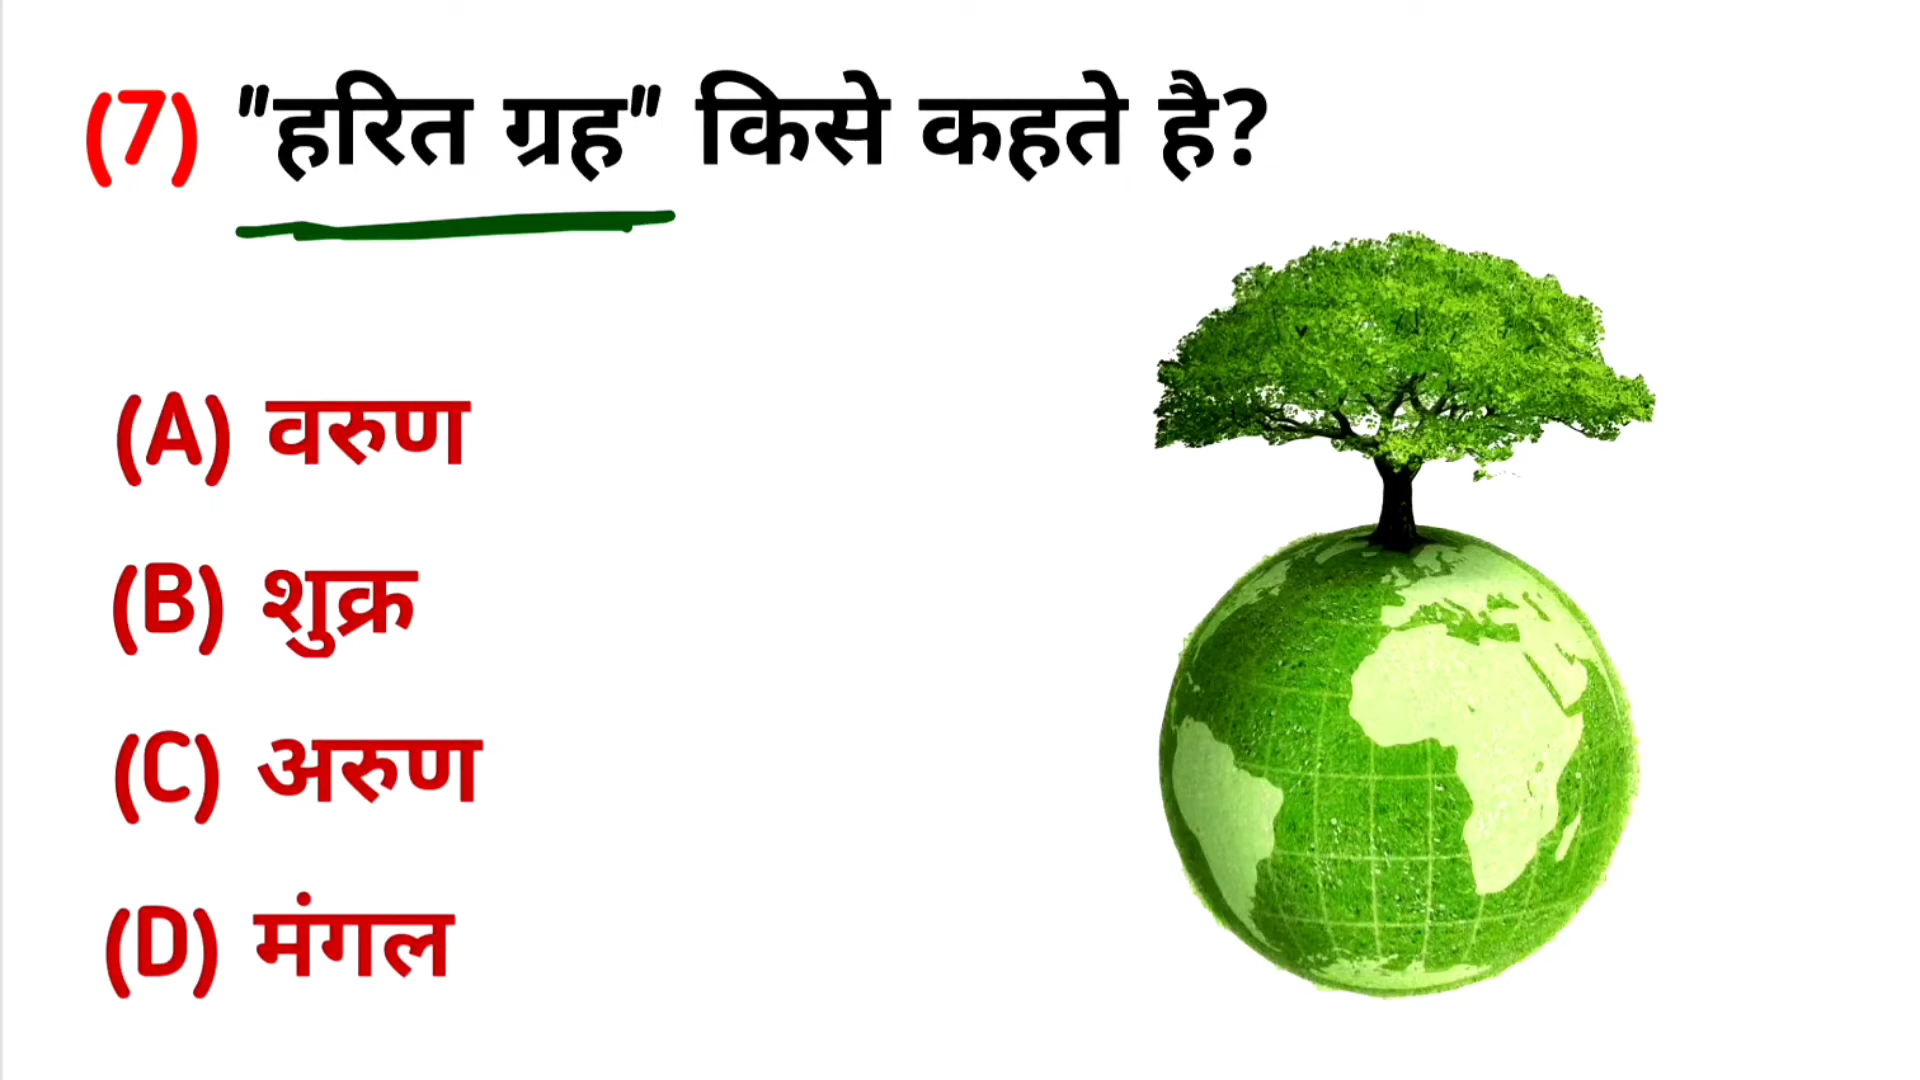 (7) "हरित ग्रह" किसे कहते है?
(A) वरुण
(B) शुक्र
(C) अरुण
(D) मंगल